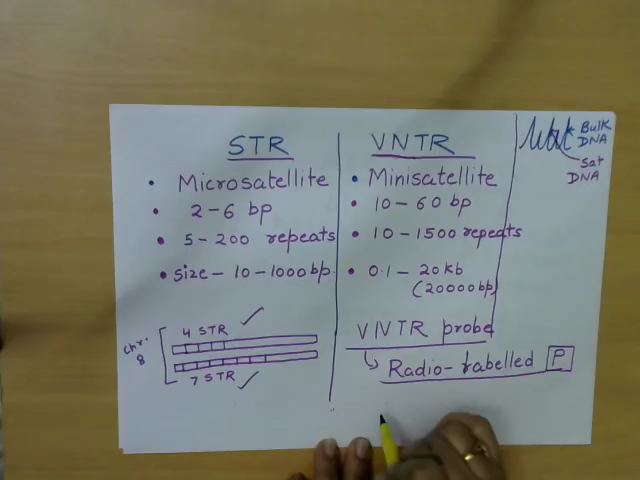 STR
• Microsatellite
• 2-6 bp
• 5-200 repeats
• size - 10-1000 bp.
4 STR
chr. 8
7 STR
VNTR
• Minisatellite
• 10-60 bp
• 10-1500 repeats
• 0.1-20 kb
(20000 bp)
VNTR probe
Radio-labelled P
Bulk
DNA
Sat
DNA